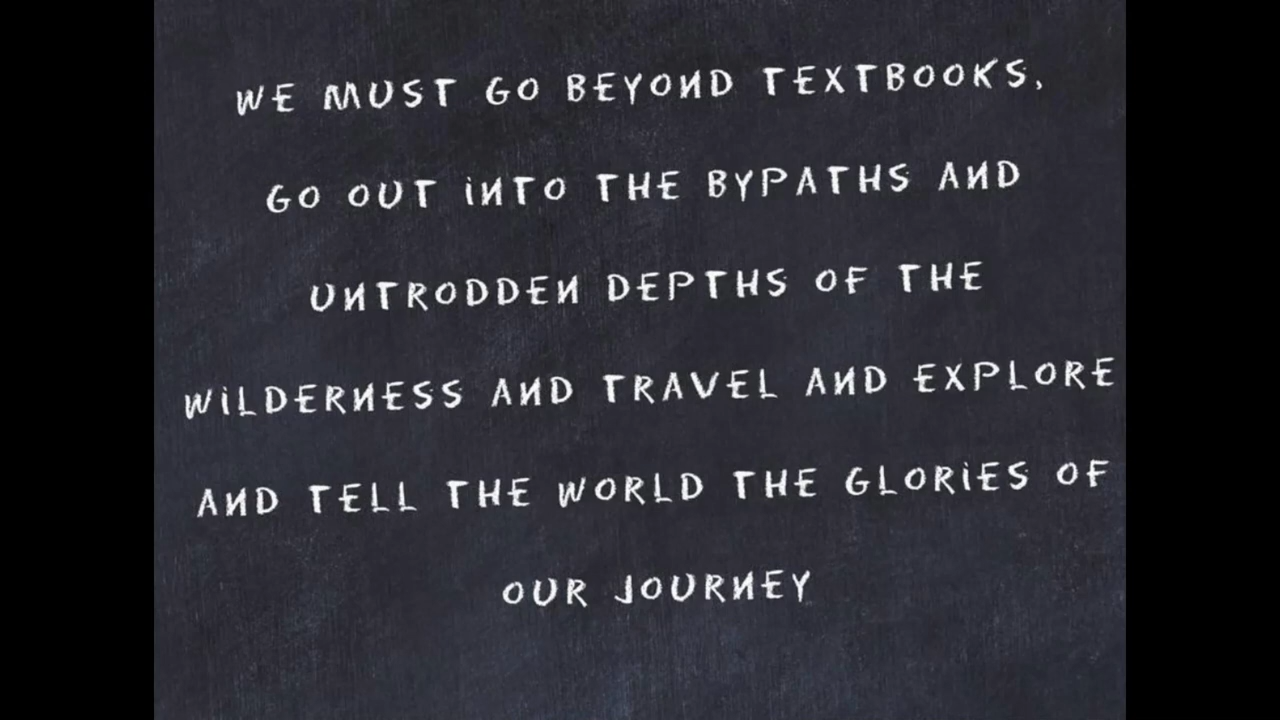 WE MUST GO BEYOND TEXTBOOKS,
GO OUT INTO THE BYPATHS AND
UNTRODDEN DEPTHS OF THE
WILDERNESS AND TRAVEL AND EXPLORE
AND TELL THE WORLD THE GLORIES OF
OUR JOURNEY